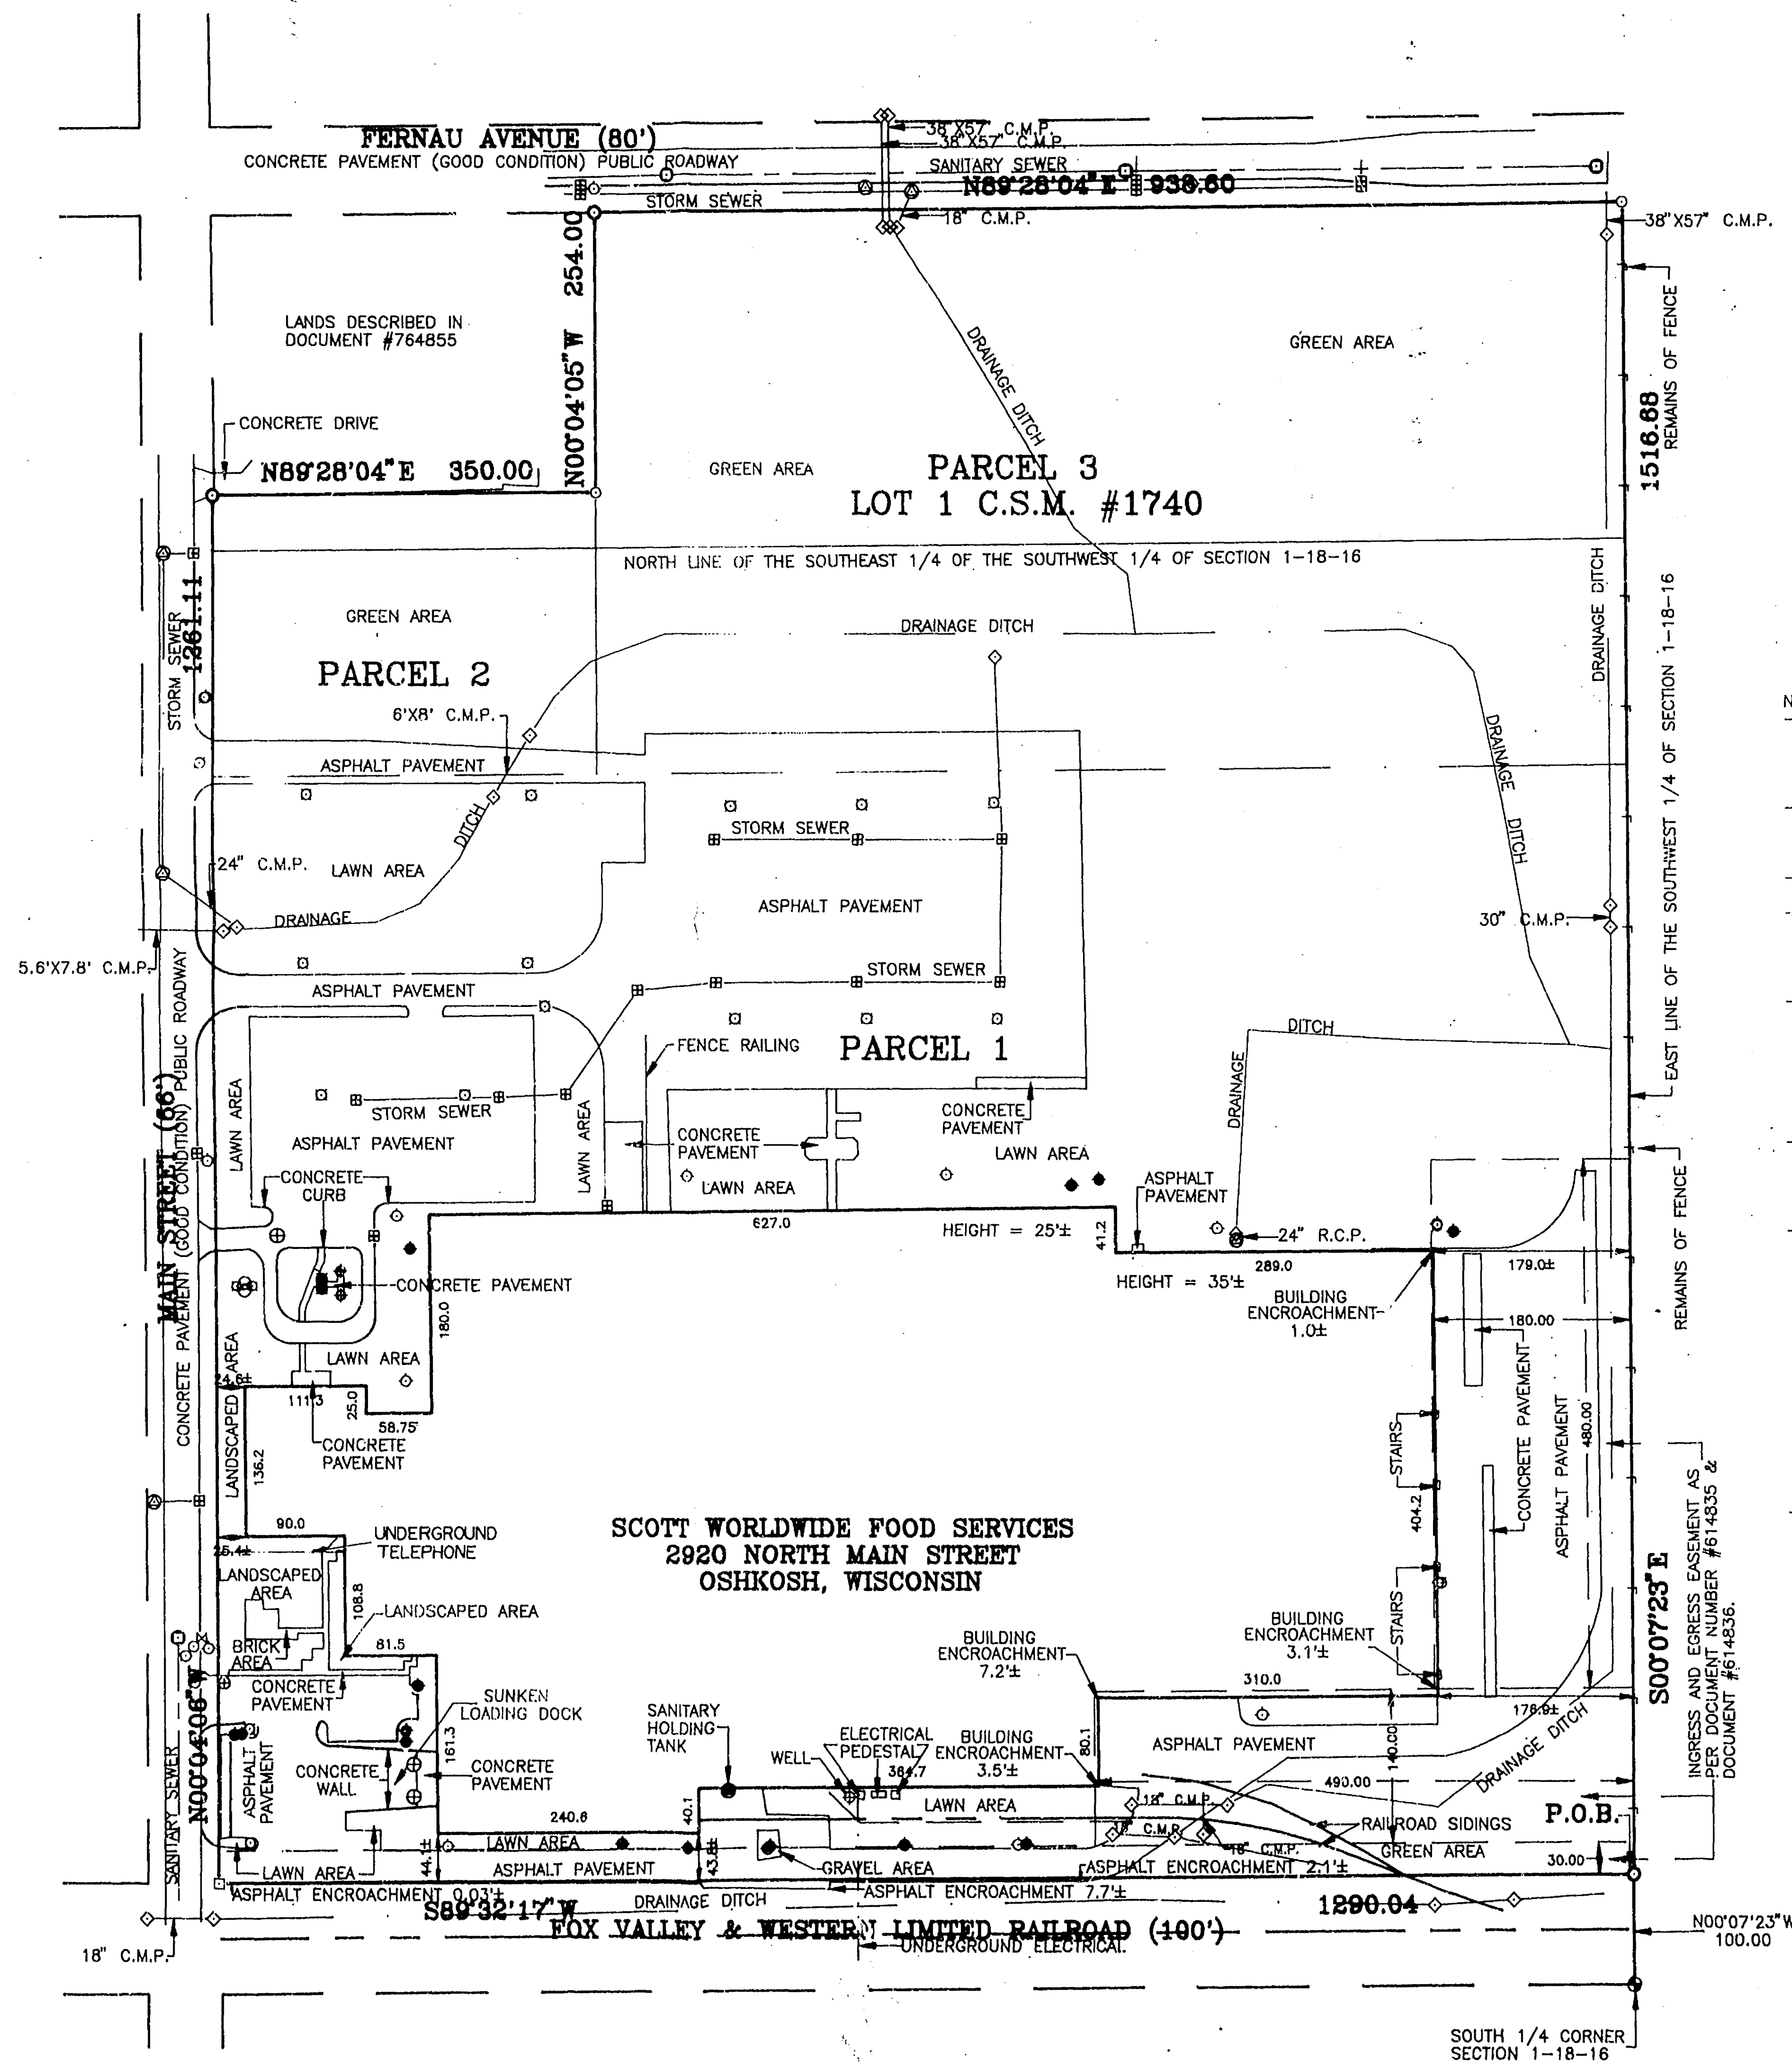 FERNAU AVENUE (80')
CONCRETE PAVEMENT (GOOD CONDITION) PUBLIC ROADWAY
38"X57" C.M.P.
38"X57" C.M.P.
SANITARY SEWER
N89°28'04"E 938.60
STORM SEWER
18" C.M.P.
38"X57" C.M.P.
N00°04'05"W 254.00
LANDS DESCRIBED IN
DOCUMENT #764855
CONCRETE DRIVE
N89°28'04"E 350.00
DRAINAGE DITCH
GREEN AREA
GREEN AREA
PARCEL 3
LOT 1 C.S.M. #1740
1516.68
REMAINS OF FENCE
NORTH LINE OF THE SOUTHEAST 1/4 OF THE SOUTHWEST 1/4 OF SECTION 1-18-16
STORM SEWER
1261.11
GREEN AREA
PARCEL 2
DRAINAGE DITCH
DRAINAGE DITCH
EAST LINE OF THE SOUTHWEST 1/4 OF SECTION 1-18-16
6'X8' C.M.P.
ASPHALT PAVEMENT
DRAINAGE DITCH
DITCH
STORM SEWER
24" C.M.P.
LAWN AREA
DRAINAGE
ASPHALT PAVEMENT
30" C.M.P.
5.6'X7.8' C.M.P.
STORM SEWER
ASPHALT PAVEMENT
FENCE RAILING
PARCEL 1
DITCH
DRAINAGE
MAIN STREET (66')
CONCRETE PAVEMENT (GOOD CONDITION) PUBLIC ROADWAY
LAWN AREA
STORM SEWER
ASPHALT PAVEMENT
LAWN AREA
CONCRETE
PAVEMENT
CONCRETE
PAVEMENT
LAWN AREA
LAWN AREA
CONCRETE
CURB
ASPHALT
PAVEMENT
REMAINS OF FENCE
627.0
HEIGHT = 25'±
41.2
24" R.C.P.
289.0
179.0±
HEIGHT = 35'±
BUILDING
ENCROACHMENT
1.0±
180.00
CONCRETE PAVEMENT
180.0
LAWN AREA
LANDSCAPED AREA
24.6±
111.3
25.0
58.75'
CONCRETE
PAVEMENT
136.2
STAIRS
CONCRETE PAVEMENT
ASPHALT PAVEMENT
480.00
404.2
90.0
UNDERGROUND
TELEPHONE
25.4±
LANDSCAPED
AREA
108.8
LANDSCAPED AREA
SCOTT WORLDWIDE FOOD SERVICES
2920 NORTH MAIN STREET
OSHKOSH, WISCONSIN
STAIRS
S00°07'23"E
INGRESS AND EGRESS EASEMENT AS
PER DOCUMENT NUMBER #614835 &
DOCUMENT #614836.
BRICK
AREA
81.5
BUILDING
ENCROACHMENT
7.2'±
BUILDING
ENCROACHMENT
3.1'±
310.0
176.9±
CONCRETE
PAVEMENT
SUNKEN
LOADING DOCK
SANITARY
HOLDING
TANK
WELL
ELECTRICAL
PEDESTAL
364.7
BUILDING
ENCROACHMENT
3.5'±
80.1
ASPHALT PAVEMENT
140.00
DRAINAGE DITCH
490.00
N00°04'06"W
SANITARY SEWER
ASPHALT
PAVEMENT
CONCRETE
WALL
161.3
CONCRETE
PAVEMENT
LAWN AREA
18" C.M.P.
RAILROAD SIDINGS
P.O.B.
240.6
40.1
LAWN AREA
44.1±
43.8±
GRAVEL AREA
18" C.M.P.
18" C.M.P.
GREEN AREA
30.00
LAWN AREA
ASPHALT PAVEMENT
ASPHALT ENCROACHMENT 2.1'±
ASPHALT ENCROACHMENT 0.03'±
DRAINAGE DITCH
ASPHALT ENCROACHMENT 7.7'±
S89°32'17"W
1290.04
FOX VALLEY & WESTERN LIMITED RAILROAD (100')
UNDERGROUND ELECTRICAL
18" C.M.P.
N00°07'23"W
100.00
SOUTH 1/4 CORNER
SECTION 1-18-16